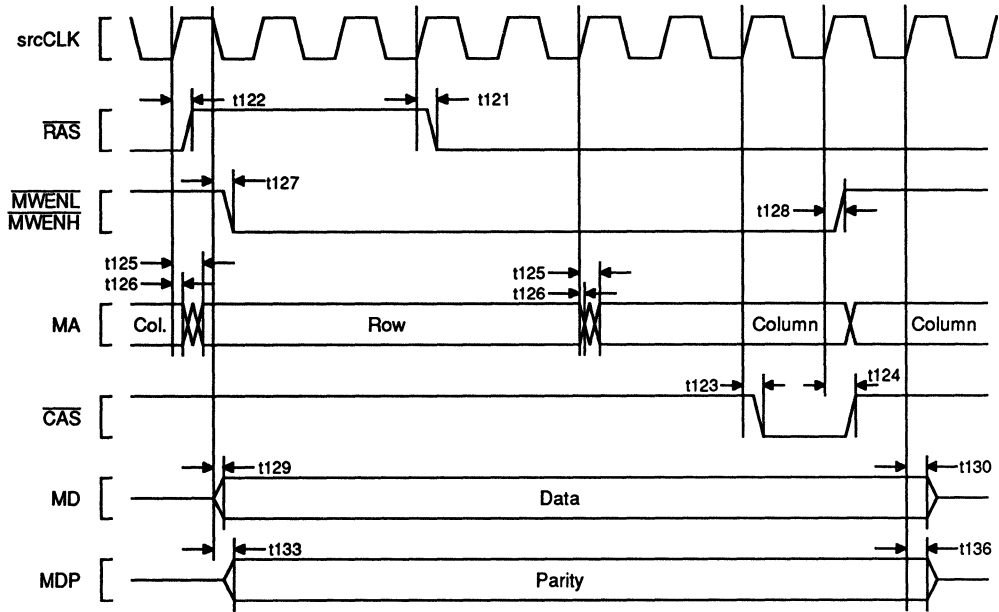 srcCLK
t122
t121
RAS
t127
MWENL
MWENH
t128
t125
t126
t125
t126
MA
Col.
Row
Column
Column
t123
t124
CAS
t129
t130
MD
Data
t133
t136
MDP
Parity